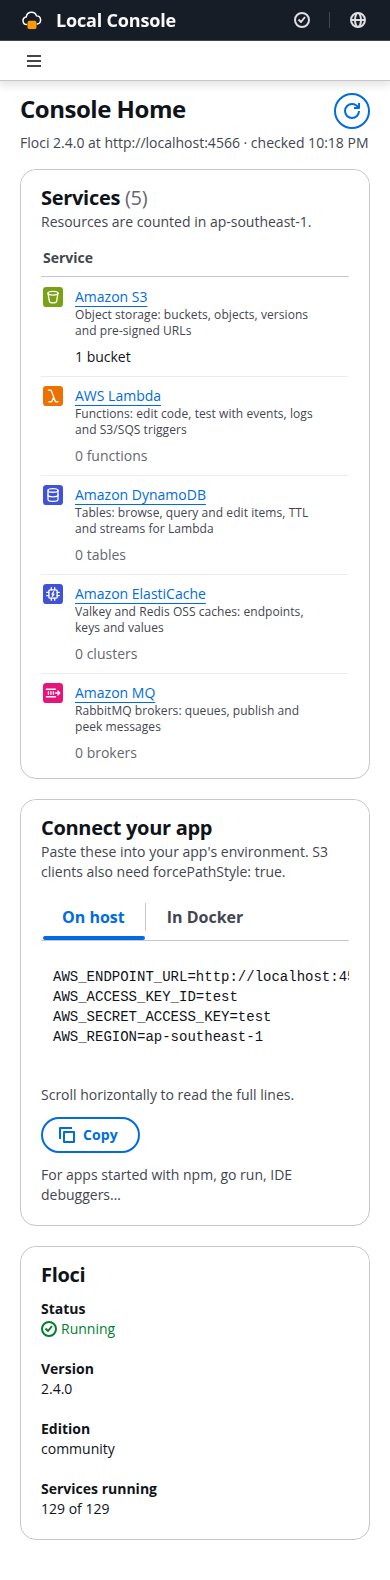 Local Console
Console Home
Floci 2.4.0 at http://localhost:4566 · checked 10:18 PM
Services (5)
Resources are counted in ap-southeast-1.
Service
Amazon S3
Object storage: buckets, objects, versions
and pre-signed URLs
1 bucket
AWS Lambda
Functions: edit code, test with events, logs
and S3/SQS triggers
0 functions
Amazon DynamoDB
Tables: browse, query and edit items, TTL
and streams for Lambda
0 tables
Amazon ElastiCache
Valkey and Redis OSS caches: endpoints,
keys and values
0 clusters
Amazon MQ
RabbitMQ brokers: queues, publish and
peek messages
0 brokers
Connect your app
Paste these into your app's environment. S3
clients also need forcePathStyle: true.
On host
In Docker
AWS_ENDPOINT_URL=http://localhost:4
AWS_ACCESS_KEY_ID=test
AWS_SECRET_ACCESS_KEY=test
AWS_REGION=ap-southeast-1
Scroll horizontally to read the full lines.
Copy
For apps started with npm, go run, IDE
debuggers…
Floci
Status
Running
Version
2.4.0
Edition
community
Services running
129 of 129